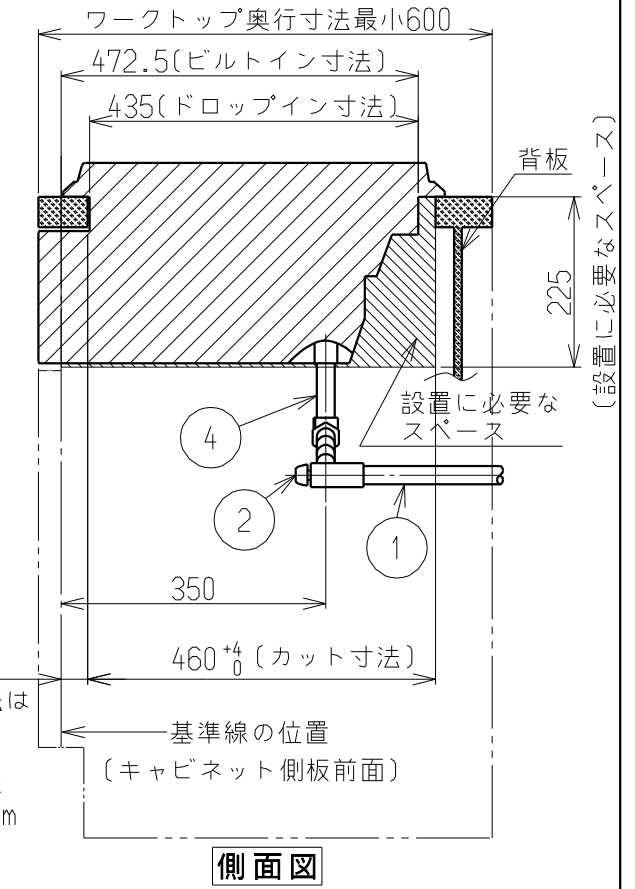 ワークトップ奥行寸法最小600
472.5(ビルトイン寸法)
435(ドロップイン寸法)
背板
225
(設置に必要なスペース)
設置に必要な
スペース
4
2
1
350
460 +4 0 (カット寸法)
は
基準線の位置
(キャビネット側板前面)
m
側面図